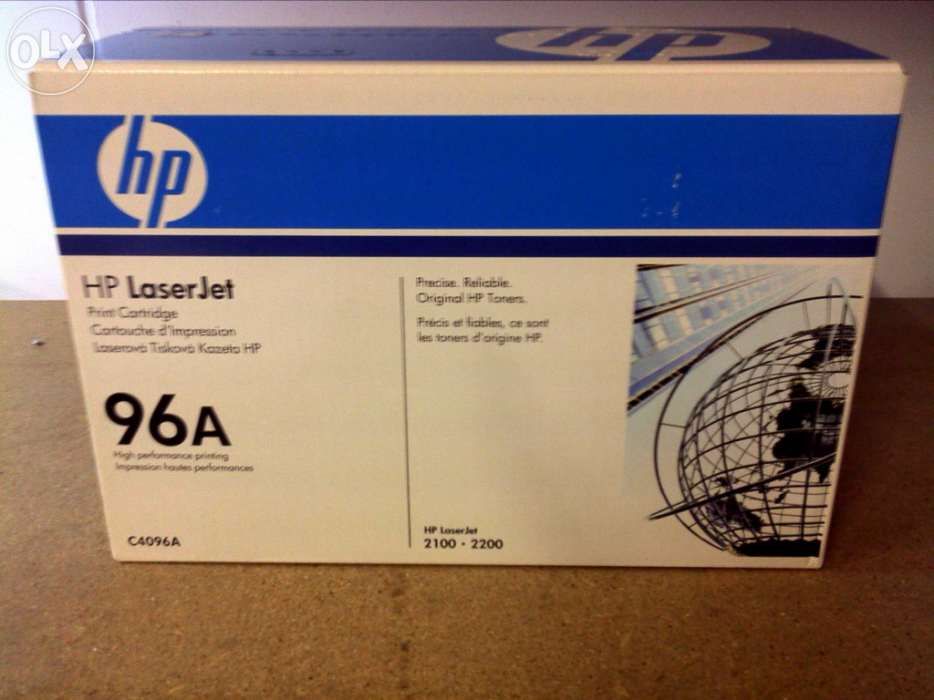 OLX
hp
hp
HP LaserJet
Print Cartridge
Cartouche d'impression
Laserová Tisková Kazeta HP
96A
High performance printing
Impression hautes performances
C4096A
Precise. Reliable.
Original HP Toners.
Précis et fiables, ce sont
les toners d'origine HP.
HP LaserJet
2100 • 2200